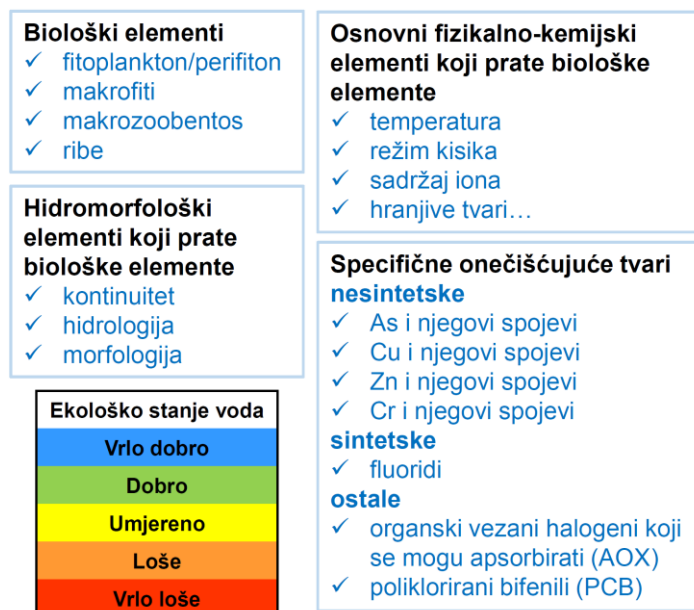 Biološki elementi
✓ fitoplankton/perifiton
✓ makrofiti
✓ makrozoobentos
✓ ribe
Hidromorfološki
elementi koji prate
biološke elemente
✓ kontinuitet
✓ hidrologija
✓ morfologija
Ekološko stanje voda
Vrlo dobro
Dobro
Umjereno
Loše
Vrlo loše
Osnovni fizikalno-kemijski
elementi koji prate biološke
elemente
✓ temperatura
✓ režim kisika
✓ sadržaj iona
✓ hranjive tvari…
Specifične onečišćujuće tvari
nesintetske
✓ As i njegovi spojevi
✓ Cu i njegovi spojevi
✓ Zn i njegovi spojevi
✓ Cr i njegovi spojevi
sintetske
✓ fluoridi
ostale
✓ organski vezani halogeni koji
se mogu apsorbirati (AOX)
✓ poliklorirani bifenili (PCB)